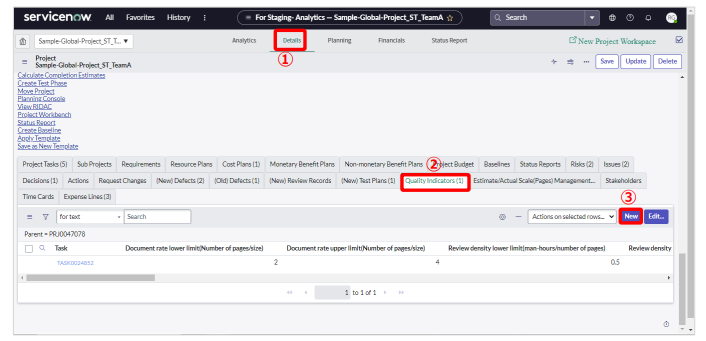 servicenow All Favorites History For Staging- Analytics – Sample-Global-Project_ST_TeamA Search
Sample-Global-Project_ST_T... Analytics Details Planning Financials Status Report New Project Workspace
①
Project
Sample-Global-Project_ST_TeamA Save Update Delete
Calculate Completion Estimates
Create Test Phase
Move Project
Planning Console
View RIDAC
Project Workbench
Status Report
Create Baseline
Apply Template
Save as New Template
②
Project Tasks (5) Sub Projects Requirements Resource Plans Cost Plans (1) Monetary Benefit Plans Non-monetary Benefit Plans Project Budget Baselines Status Reports Risks (2) Issues (2)
Decisions (1) Actions Request Changes (New) Defects (2) (Old) Defects (1) (New) Review Records (New) Test Plans (1) Quality Indicators (1) Estimate/Actual Scale(Pages) Management... Stakeholders
③
Time Cards Expense Lines (3)
for text Search Actions on selected rows... New Edit...
Parent = PRJ0047078
Task Document rate lower limit(Number of pages/size) Document rate upper limit(Number of pages/size) Review density lower limit(man-hours/number of pages) Review density
TASK0024852 2 4 0.5
1 to 1 of 1